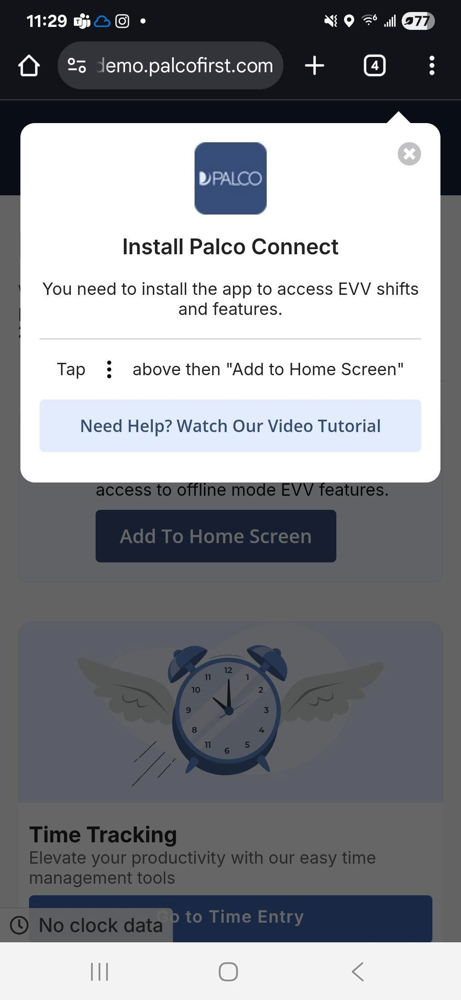 11:29
77
demo.palcofirst.com
4
PALCO
Install Palco Connect
You need to install the app to access EVV shifts
and features.
Tap
above then "Add to Home Screen"
Need Help? Watch Our Video Tutorial
access to offline mode EVV features.
Add To Home Screen
12
11
1
10
2
9
3
8
4
11
5
6
Time Tracking
Elevate your productivity with our easy time
management tools
Go to Time Entry
No clock data